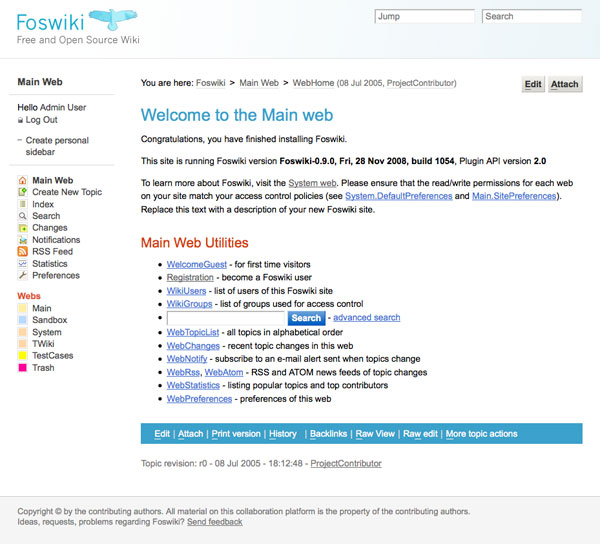 Foswiki
Free and Open Source Wiki
Jump
Search
Main Web
Hello Admin User
Log Out
Create personal
sidebar
Main Web
Create New Topic
Index
Search
Changes
Notifications
RSS Feed
Statistics
Preferences
Webs
Main
Sandbox
System
TWiki
TestCases
Trash
You are here: Foswiki > Main Web > WebHome (08 Jul 2005, ProjectContributor)
Edit Attach
Welcome to the Main web
Congratulations, you have finished installing Foswiki.
This site is running Foswiki version Foswiki-0.9.0, Fri, 28 Nov 2008, build 1054, Plugin API version 2.0
To learn more about Foswiki, visit the System web. Please ensure that the read/write permissions for each web
on your site match your access control policies (see System.DefaultPreferences and Main.SitePreferences).
Replace this text with a description of your new Foswiki site.
Main Web Utilities
WelcomeGuest - for first time visitors
Registration - become a Foswiki user
WikiUsers - list of users of this Foswiki site
WikiGroups - list of groups used for access control
Search - advanced search
WebTopicList - all topics in alphabetical order
WebChanges - recent topic changes in this web
WebNotify - subscribe to an e-mail alert sent when topics change
WebRss, WebAtom - RSS and ATOM news feeds of topic changes
WebStatistics - listing popular topics and top contributors
WebPreferences - preferences of this web
Edit | Attach | Print version | History | Backlinks | Raw View | Raw edit | More topic actions
Topic revision: r0 - 08 Jul 2005 - 18:12:48 - ProjectContributor
Copyright © by the contributing authors. All material on this collaboration platform is the property of the contributing authors.
Ideas, requests, problems regarding Foswiki? Send feedback